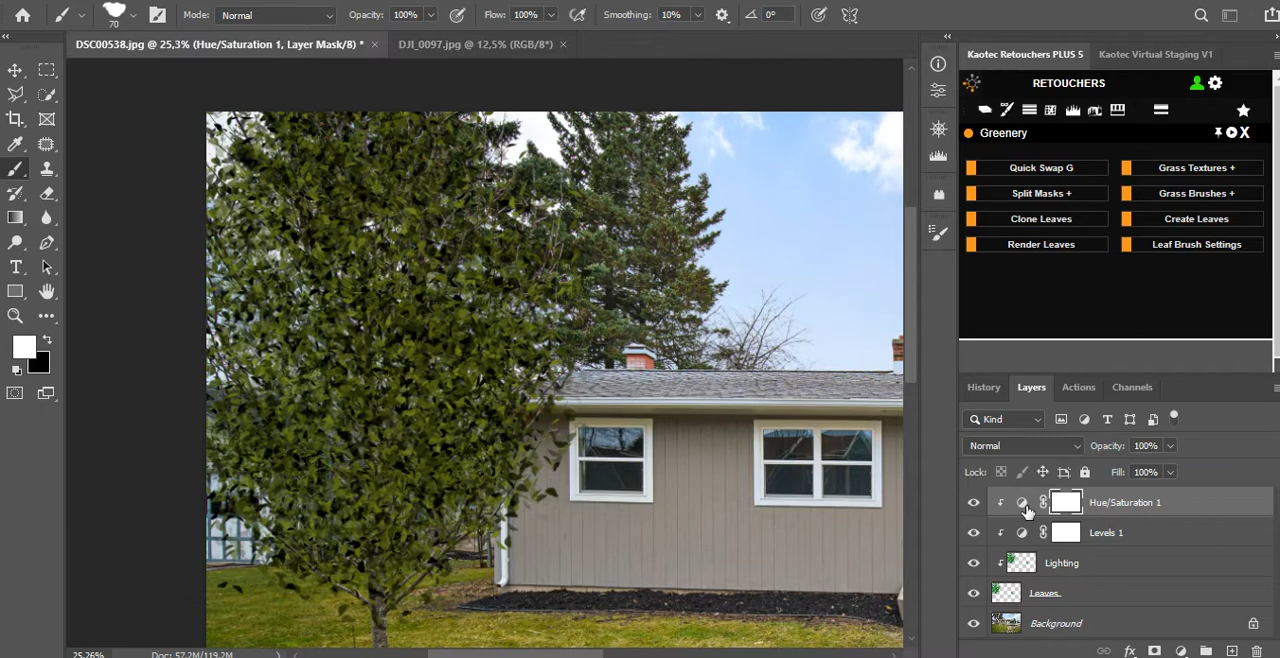 70 Mode: Normal Opacity: 100% Flow: 100% Smoothing: 10% 0°
DSC00538.jpg @ 25,3% (Hue/Saturation 1, Layer Mask/8) * × DJI_0097.jpg @ 12,5% (RGB/8*) ×
Kaotec Retouchers PLUS 5 Kaotec Virtual Staging V1
RETOUCHERS
Greenery X
Quick Swap G Grass Textures +
Split Masks + Grass Brushes +
Clone Leaves Create Leaves
Render Leaves Leaf Brush Settings
History Layers Actions Channels
Kind
Normal Opacity: 100%
Lock: Fill: 100%
Hue/Saturation 1
Levels 1
Lighting
Leaves
Background
25,26% Doc: 57,2M/119,2M